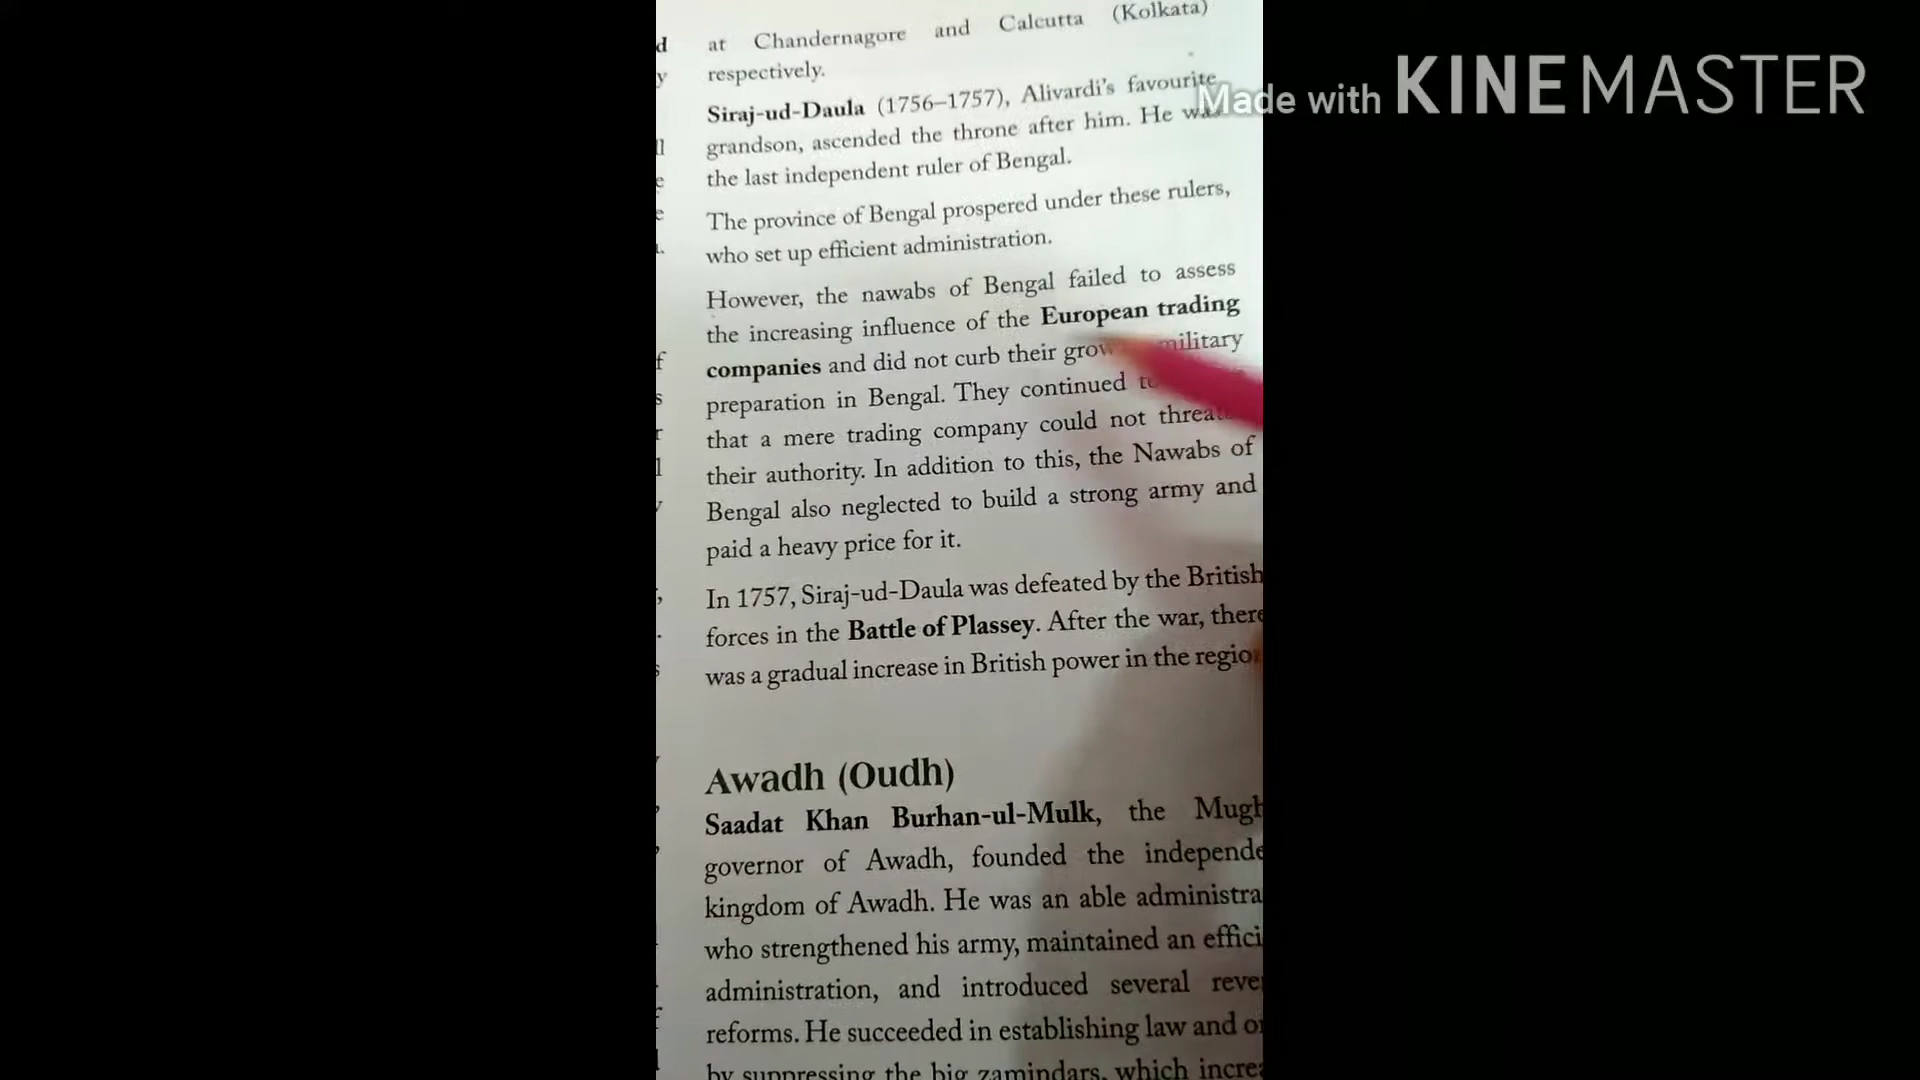 at Chandernagore and Calcutta (Kolkata)
respectively.
Siraj-ud-Daula (1756–1757), Alivardi's favourite
grandson, ascended the throne after him. He was
the last independent ruler of Bengal.
The province of Bengal prospered under these rulers,
who set up efficient administration.
However, the nawabs of Bengal failed to assess
the increasing influence of the European trading
companies and did not curb their military
preparation in Bengal. They continued
that a mere trading company could not
their authority. In addition to this, the Nawabs of
Bengal also neglected to build a strong army and
paid a heavy price for it.
In 1757, Siraj-ud-Daula was defeated by the British
forces in the Battle of Plassey. After the war, there
was a gradual increase in British power in the regio
Awadh (Oudh)
Saadat Khan Burhan-ul-Mulk, the Mugh
governor of Awadh, founded the independe
kingdom of Awadh. He was an able administra
who strengthened his army, maintained an effici
administration, and introduced several reve
reforms. He succeeded in establishing law and or
by suppressing the big zamindars, which increa
Made with KINEMASTER